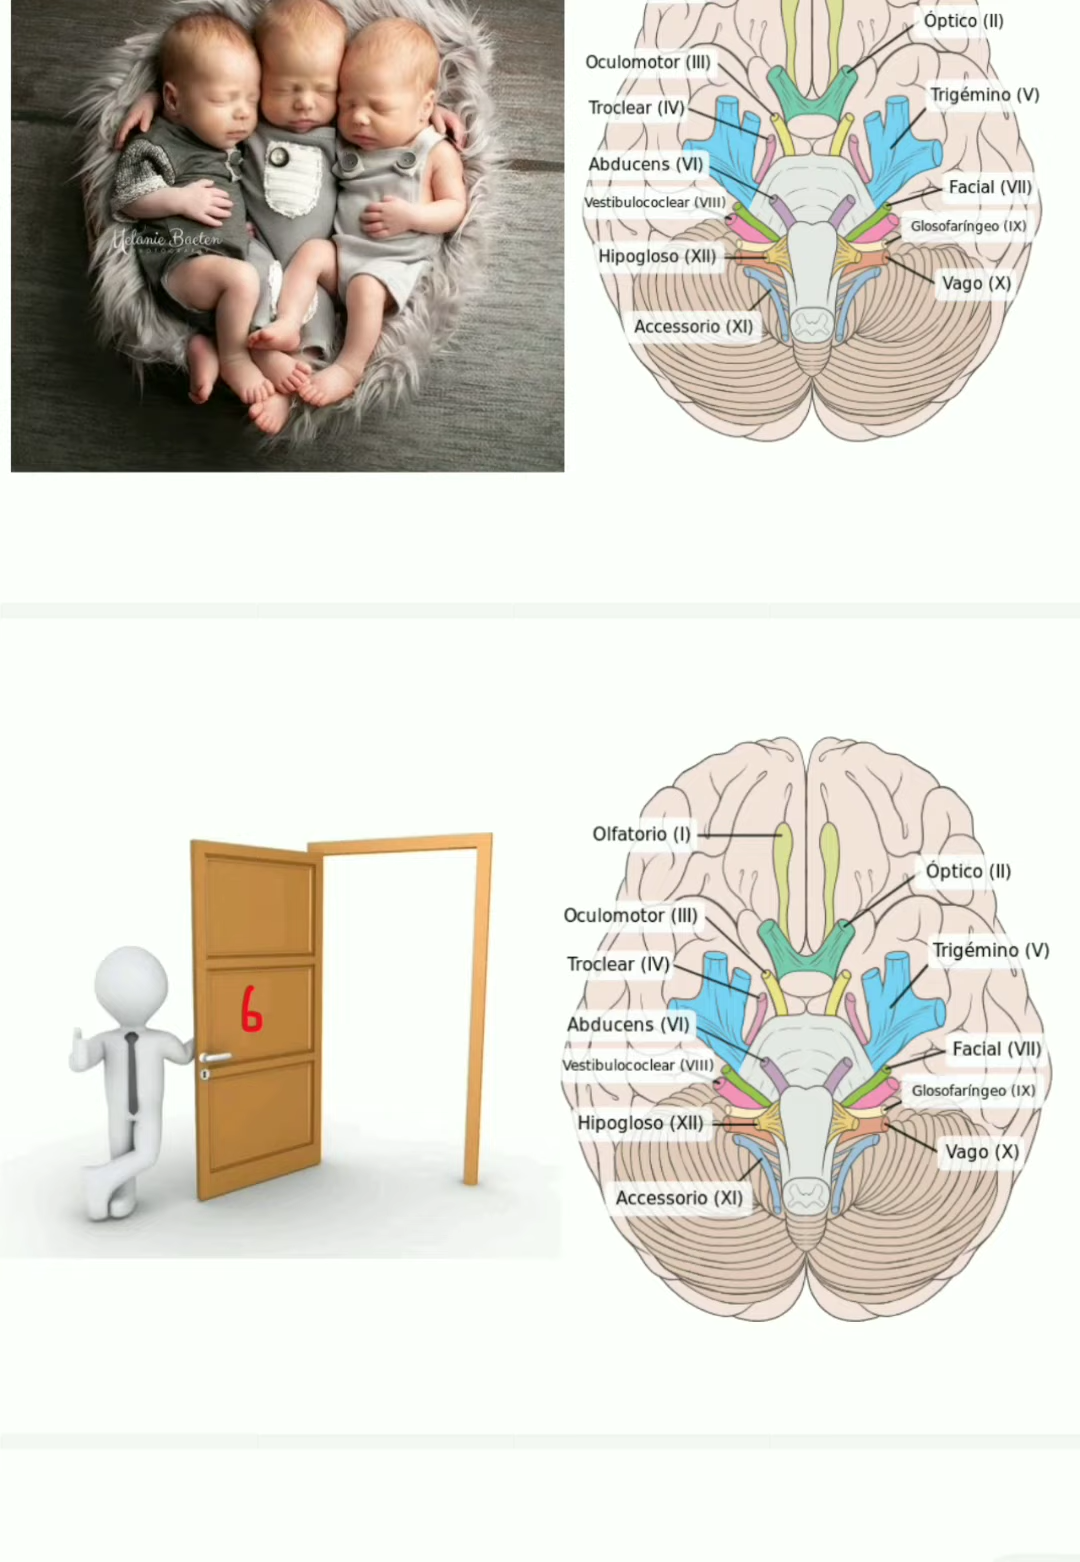 Óptico (II)
Oculomotor (III)
Trigémino (V)
Troclear (IV)
Abducens (VI)
Facial (VII)
Vestibulococlear (VIII)
Glosofaríngeo (IX)
Melanie Baeten
Hipogloso (XII)
Vago (X)
Accessorio (XI)
Olfatorio (I)
Óptico (II)
Oculomotor (III)
Trigémino (V)
Troclear (IV)
6
Abducens (VI)
Facial (VII)
Vestibulococlear (VIII)
Glosofaríngeo (IX)
Hipogloso (XII)
Vago (X)
Accessorio (XI)